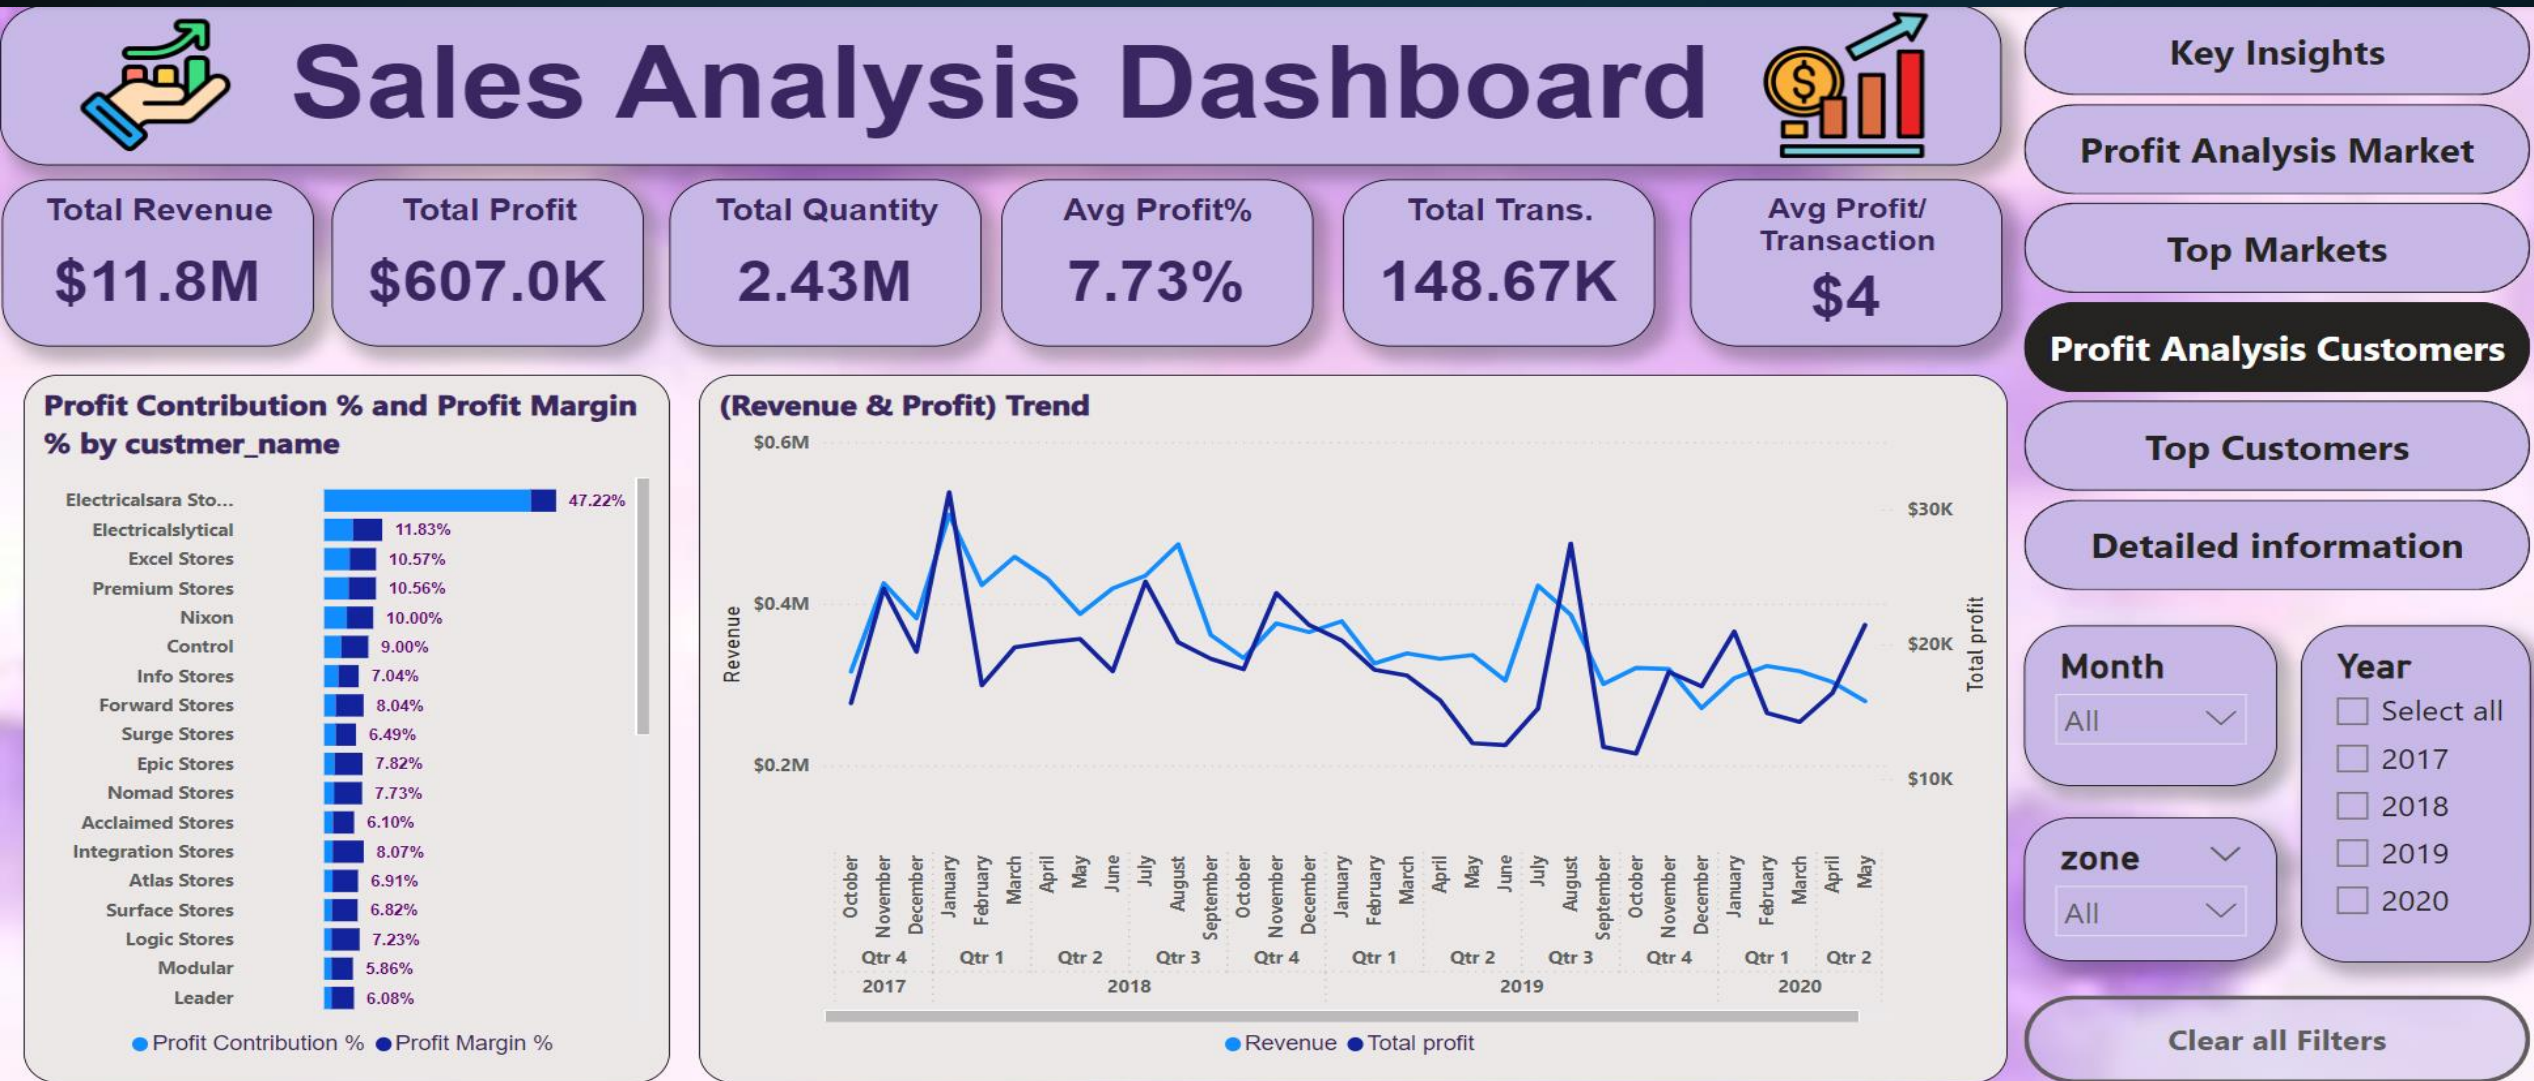 Sales Analysis Dashboard
Total Revenue
$11.8M
Total Profit
$607.0K
Total Quantity
2.43M
Avg Profit%
7.73%
Total Trans.
148.67K
Avg Profit/
Transaction
$4
Key Insights
Profit Analysis Market
Top Markets
Profit Analysis Customers
Top Customers
Detailed information
Profit Contribution % and Profit Margin
% by custmer_name
Electricalsara Sto... 47.22%
Electricalslytical 11.83%
Excel Stores 10.57%
Premium Stores 10.56%
Nixon 10.00%
Control 9.00%
Info Stores 7.04%
Forward Stores 8.04%
Surge Stores 6.49%
Epic Stores 7.82%
Nomad Stores 7.73%
Acclaimed Stores 6.10%
Integration Stores 8.07%
Atlas Stores 6.91%
Surface Stores 6.82%
Logic Stores 7.23%
Modular 5.86%
Leader 6.08%
Profit Contribution % Profit Margin %
(Revenue & Profit) Trend
$0.6M
$0.4M
$0.2M
Revenue
$30K
$20K
$10K
Total profit
October November December January February March April May June July August September October November December January February March April May June July August September October November December January February March April May
Qtr 4 Qtr 1 Qtr 2 Qtr 3 Qtr 4 Qtr 1 Qtr 2 Qtr 3 Qtr 4 Qtr 1 Qtr 2
2017 2018 2019 2020
Revenue Total profit
Month
All
zone
All
Year
Select all
2017
2018
2019
2020
Clear all Filters